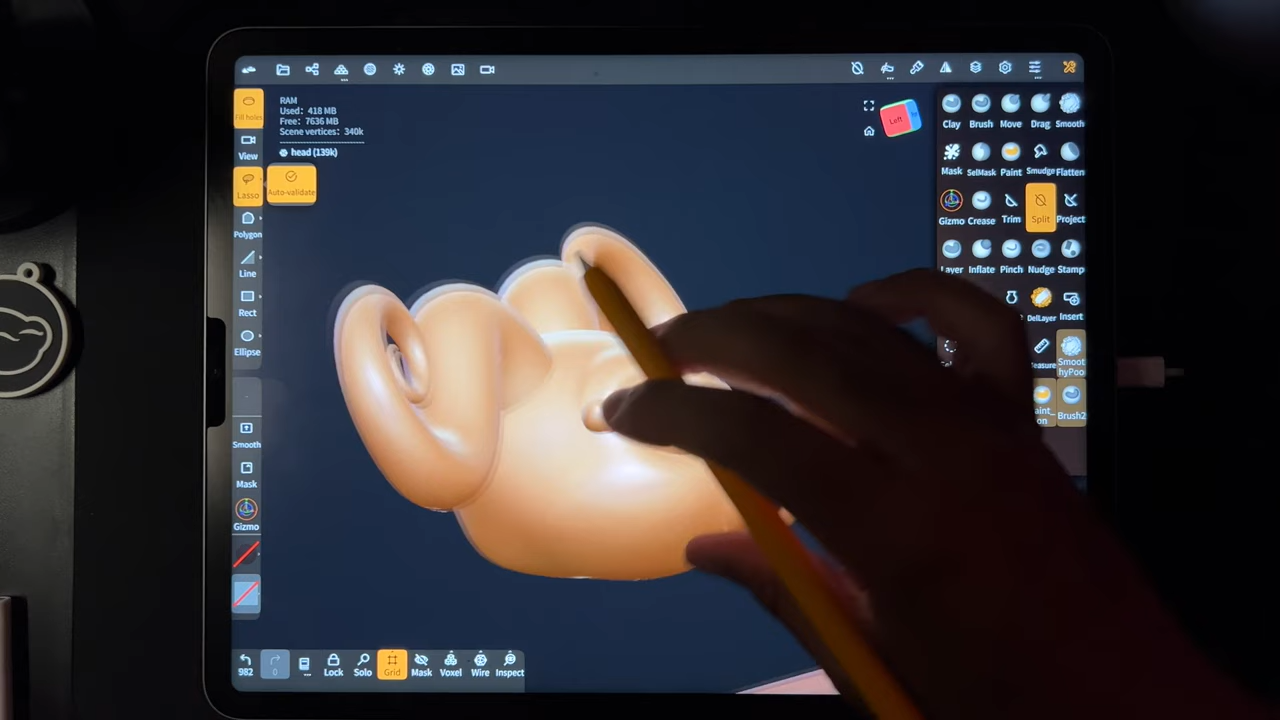 RAM
Used: 418 MB
Free: 7636 MB
Scene vertices: 340k
head (139k)
Left
Fill holes
View
Lasso
Auto-validate
Polygon
Line
Rect
Ellipse
Smooth
Mask
Gizmo
Clay Brush Move Drag Smooth
Mask SelMask Paint Smudge Flatten
Gizmo Crease Trim Split Project
Layer Inflate Pinch Nudge Stamp
DelLayer Insert
Smoot
hyPoo
Brush2
982 0 ... Lock Solo Grid Mask Voxel Wire Inspect